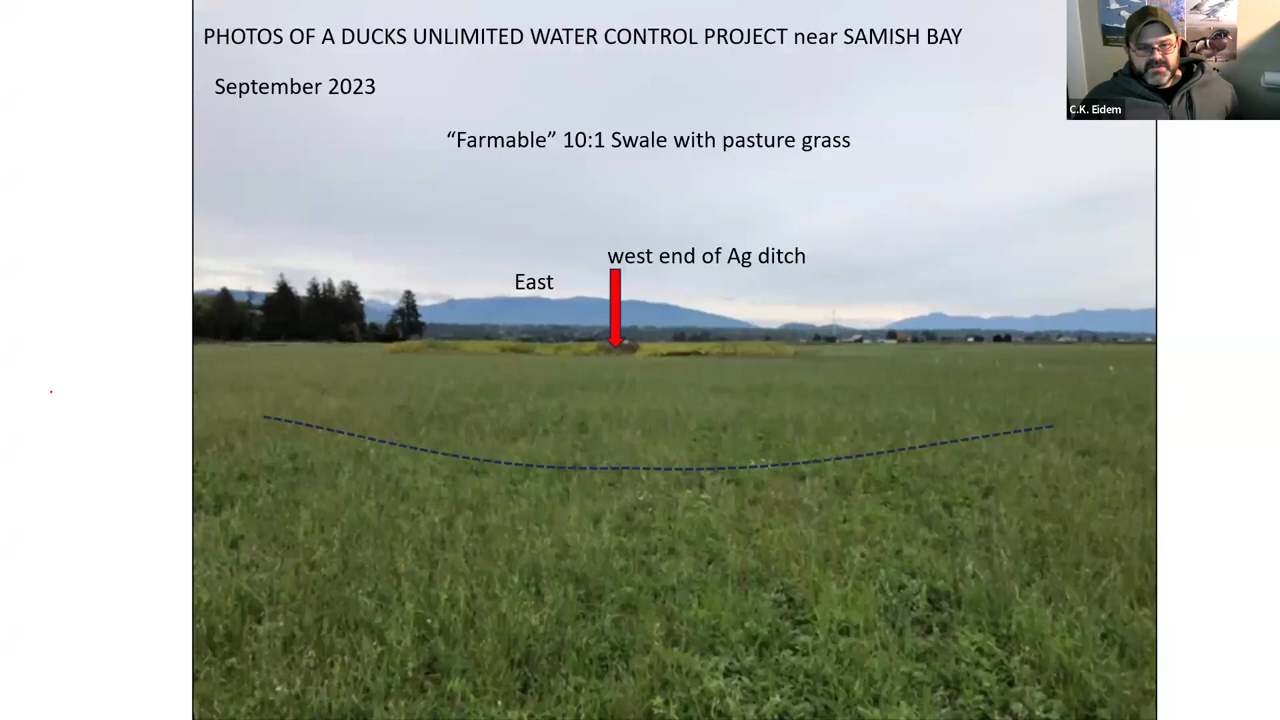 PHOTOS OF A DUCKS UNLIMITED WATER CONTROL PROJECT near SAMISH BAY
September 2023
“Farmable” 10:1 Swale with pasture grass
west end of Ag ditch
East
C.K. Eidem